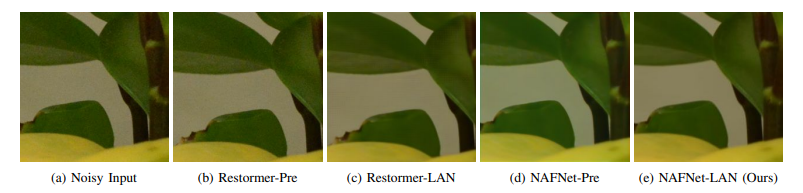 (a) Noisy Input
(b) Restormer-Pre
(c) Restormer-LAN
(d) NAFNet-Pre
(e) NAFNet-LAN (Ours)